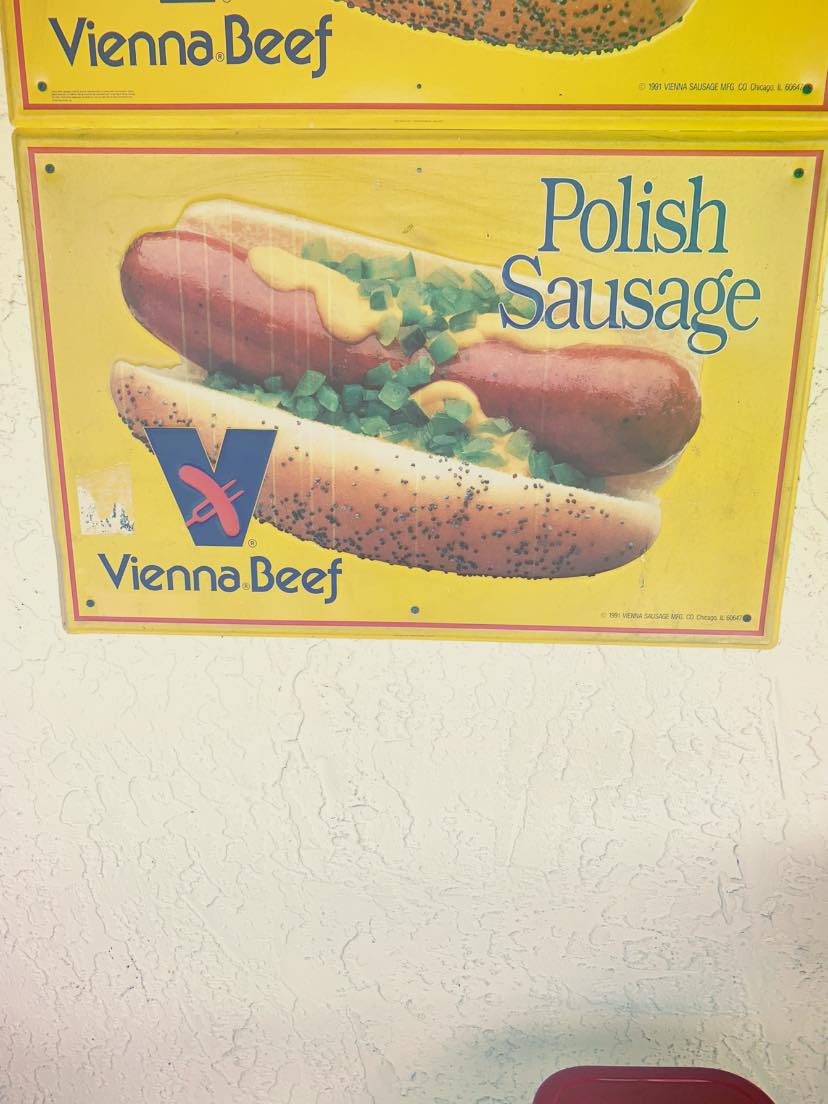 Vienna®Beef
© 1991 VIENNA SAUSAGE MFG. CO. Chicago, IL 60647
Polish
Sausage
V
®
Vienna®Beef
© 1991 VIENNA SAUSAGE MFG. CO. Chicago, IL 60647